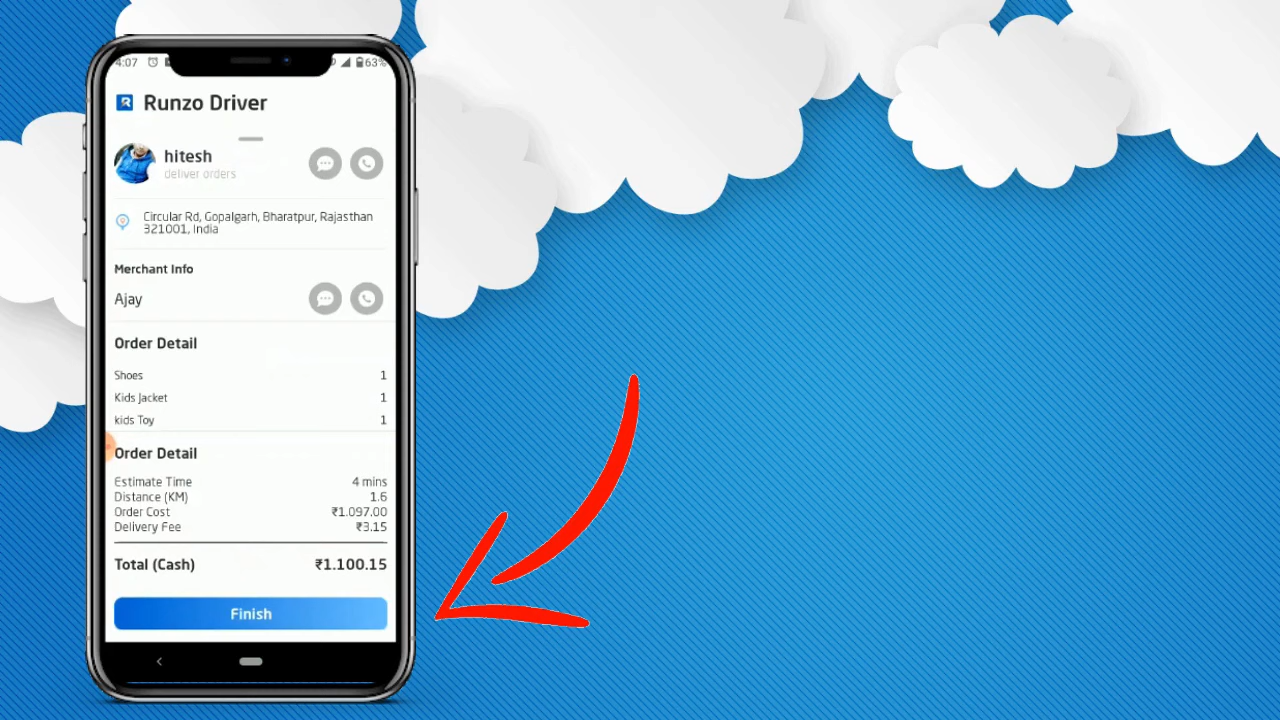 4:07
63%
Runzo Driver
hitesh
deliver orders
Circular Rd, Gopalgarh, Bharatpur, Rajasthan
321001, India
Merchant Info
Ajay
Order Detail
Shoes 1
Kids Jacket 1
kids Toy 1
Order Detail
Estimate Time 4 mins
Distance (KM) 1.6
Order Cost ₹1.097.00
Delivery Fee ₹3.15
Total (Cash) ₹1.100.15
Finish